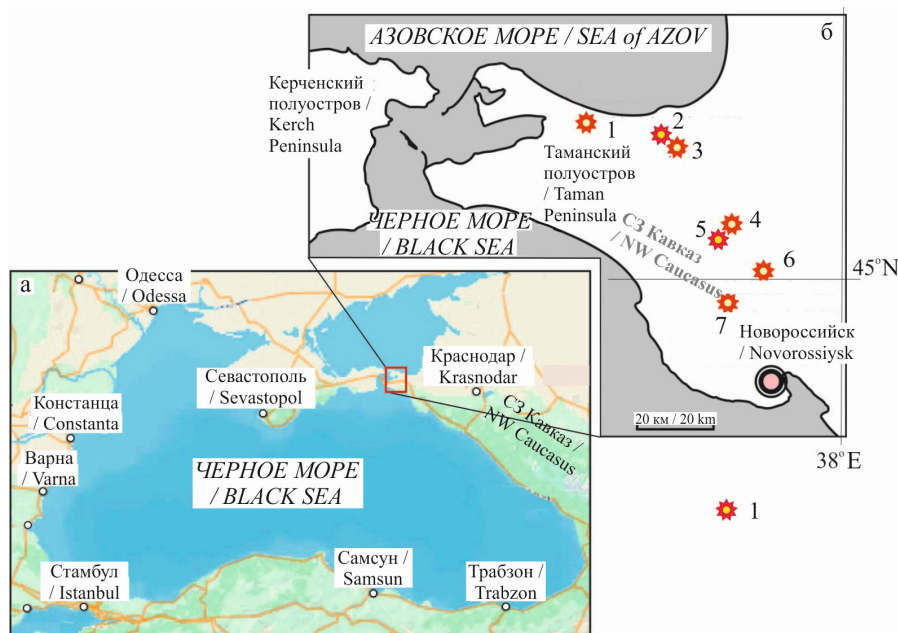 АЗОВСКОЕ МОРЕ / SEA of AZOV
б
Керченский
полуостров /
Kerch
Peninsula
1
2
3
Таманский
полуостров
/ Taman
Peninsula
ЧЕРНОЕ МОРЕ
/ BLACK SEA
СЗ Кавказ
/ NW Caucasus
4
5
6
7
45°N
Новороссийск
/ Novorossiysk
20 км / 20 km
38°E
1
а
Одесса
/ Odessa
Севастополь
/ Sevastopol
Краснодар /
Krasnodar
СЗ Кавказ /
NW Caucasus
Констанца
/ Constanta
Варна
/ Varna
ЧЕРНОЕ МОРЕ
/ BLACK SEA
Стамбул
/ Istanbul
Самсун /
Samsun
Трабзон /
Trabzon